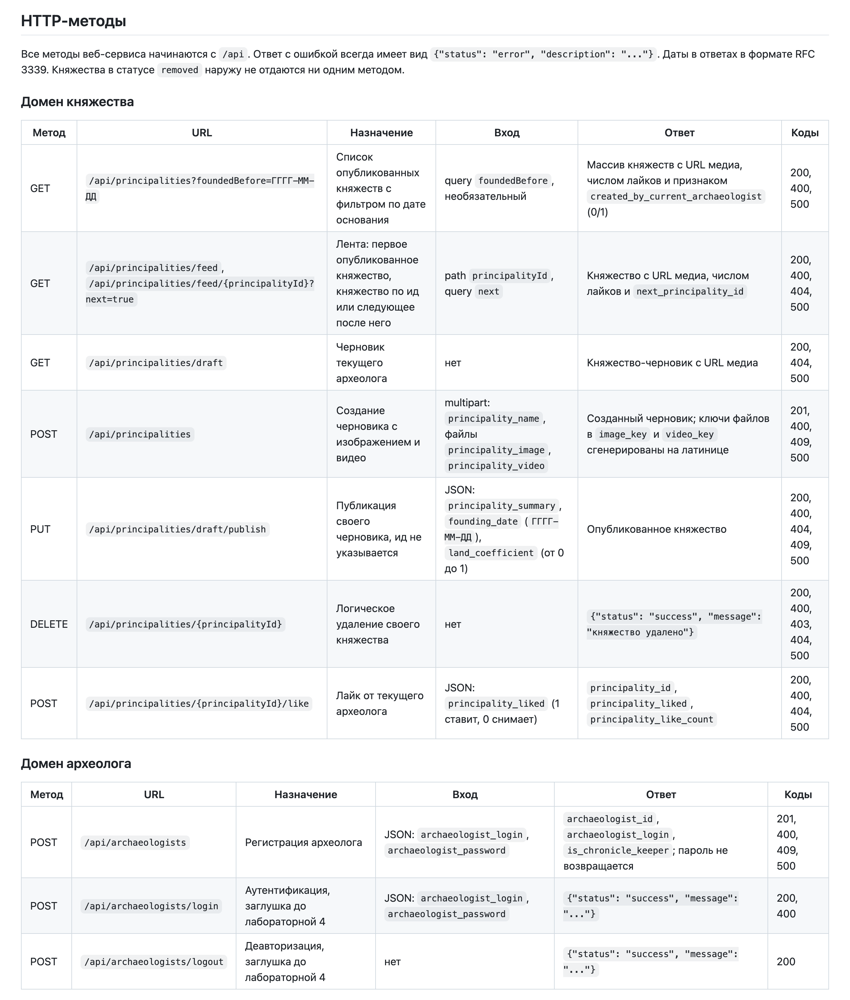 HTTP-методы
Все методы веб-сервиса начинаются с /api. Ответ с ошибкой всегда имеет вид {"status": "error", "description": "..."}. Даты в ответах в формате RFC
3339. Княжества в статусе removed наружу не отдаются ни одним методом.
Домен княжества
Метод URL Назначение Вход Ответ Коды
GET
/api/principalities?foundedBefore=ГГГГ-ММ-
ДД
Список
опубликованных
княжеств с
фильтром по дате
основания
query foundedBefore,
необязательный
Массив княжеств с URL медиа,
числом лайков и признаком
created_by_current_archaeologist
(0/1)
200,
400,
500
GET
/api/principalities/feed,
/api/principalities/feed/{principalityId}?
next=true
Лента: первое
опубликованное
княжество,
княжество по ид
или следующее
после него
path principalityId,
query next
Княжество с URL медиа, числом
лайков и next_principality_id
200,
400,
404,
500
GET
/api/principalities/draft
Черновик
текущего
археолога
нет
Княжество-черновик с URL медиа
200,
404,
500
POST
/api/principalities
Создание
черновика с
изображением и
видео
multipart:
principality_name,
файлы
principality_image,
principality_video
Созданный черновик; ключи файлов
в image_key и video_key
сгенерированы на латинице
201,
400,
409,
500
PUT
/api/principalities/draft/publish
Публикация
своего
черновика, ид не
указывается
JSON:
principality_summary,
founding_date (ГГГГ-
ММ-ДД),
land_coefficient (от 0
до 1)
Опубликованное княжество
200,
400,
404,
409,
500
DELETE
/api/principalities/{principalityId}
Логическое
удаление своего
княжества
нет
{"status": "success", "message":
"княжество удалено"}
200,
400,
403,
404,
500
POST
/api/principalities/{principalityId}/like
Лайк от текущего
археолога
JSON:
principality_liked (1
ставит, 0 снимает)
principality_id,
principality_liked,
principality_like_count
200,
400,
404,
500
Домен археолога
Метод URL Назначение Вход Ответ Коды
POST
/api/archaeologists
Регистрация археолога
JSON: archaeologist_login,
archaeologist_password
archaeologist_id,
archaeologist_login,
is_chronicle_keeper; пароль не
возвращается
201,
400,
409,
500
POST
/api/archaeologists/login
Аутентификация,
заглушка до
лабораторной 4
JSON: archaeologist_login,
archaeologist_password
{"status": "success", "message":
"..."}
200,
400
POST
/api/archaeologists/logout
Деавторизация,
заглушка до
лабораторной 4
нет
{"status": "success", "message":
"..."}
200